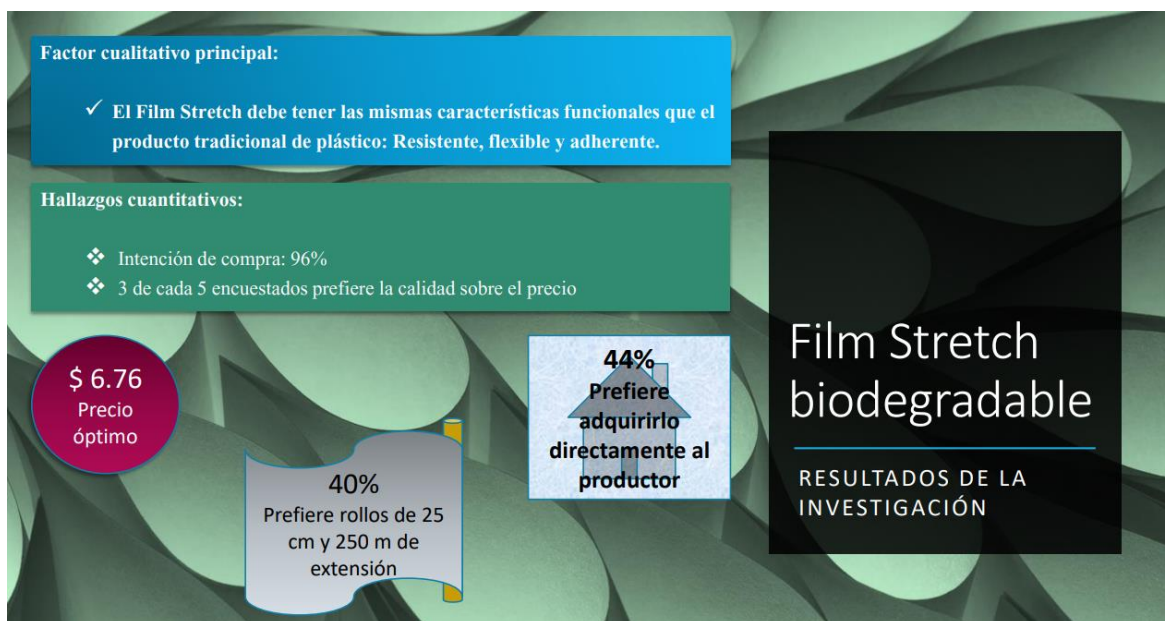 Factor cualitativo principal:
✓ El Film Stretch debe tener las mismas características funcionales que el
producto tradicional de plástico: Resistente, flexible y adherente.
Hallazgos cuantitativos:
❖ Intención de compra: 96%
❖ 3 de cada 5 encuestados prefiere la calidad sobre el precio
$ 6.76
Precio
óptimo
40%
Prefiere rollos de 25
cm y 250 m de
extensión
44%
Prefiere
adquirirlo
directamente al
productor
Film Stretch
biodegradable
RESULTADOS DE LA
INVESTIGACIÓN